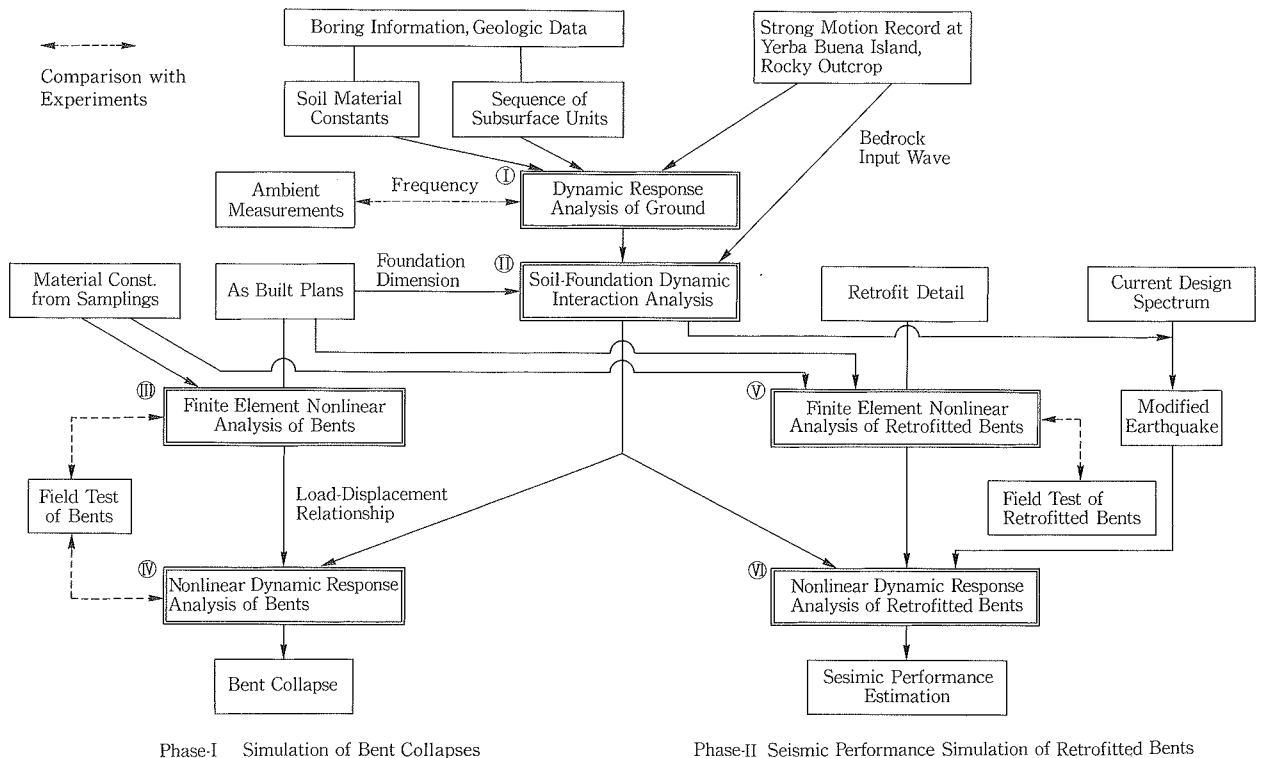 Boring Information, Geologic Data
Strong Motion Record at
Yerba Buena Island,
Rocky Outcrop
Comparison with
Experiments
Soil Material
Constants
Sequence of
Subsurface Units
Bedrock
Input Wave
Ambient
Measurements
Frequency
Ⓘ
Dynamic Response
Analysis of Ground
Material Const.
from Samplings
As Built Plans
Foundation
Dimension
Ⅱ
Soil-Foundation Dynamic
Interaction Analysis
Retrofit Detail
Current Design
Spectrum
Ⅲ
Finite Element Nonlinear
Analysis of Bents
Ⅴ
Finite Element Nonlinear
Analysis of Retrofitted Bents
Modified
Earthquake
Field Test
of Bents
Load-Displacement
Relationship
Field Test of
Retrofitted Bents
Ⅳ
Nonlinear Dynamic Response
Analysis of Bents
Ⅵ
Nonlinear Dynamic Response
Analysis of Retrofitted Bents
Bent Collapse
Sesimic Performance
Estimation
Phase-I Simulation of Bent Collapses
Phase-II Seismic Performance Simulation of Retrofitted Bents